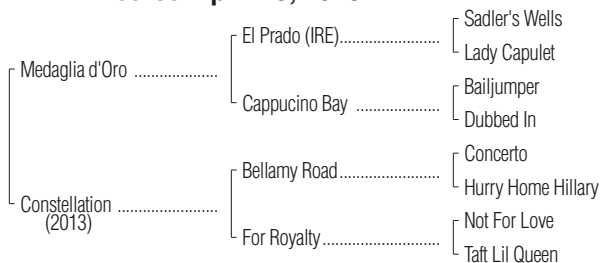 Sadler's Wells
El Prado (IRE)
Lady Capulet
Medaglia d'Oro
Bailjumper
Cappucino Bay
Dubbed In
Concerto
Bellamy Road
Hurry Home Hillary
Constellation
(2013)
Not For Love
For Royalty
Taft Lil Queen